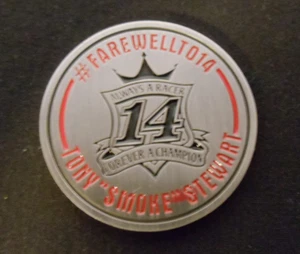 #FAREWELLTO14
ALWAYS A RACER
14
FOREVER A CHAMPION
TONY "SMOKE" STEWART